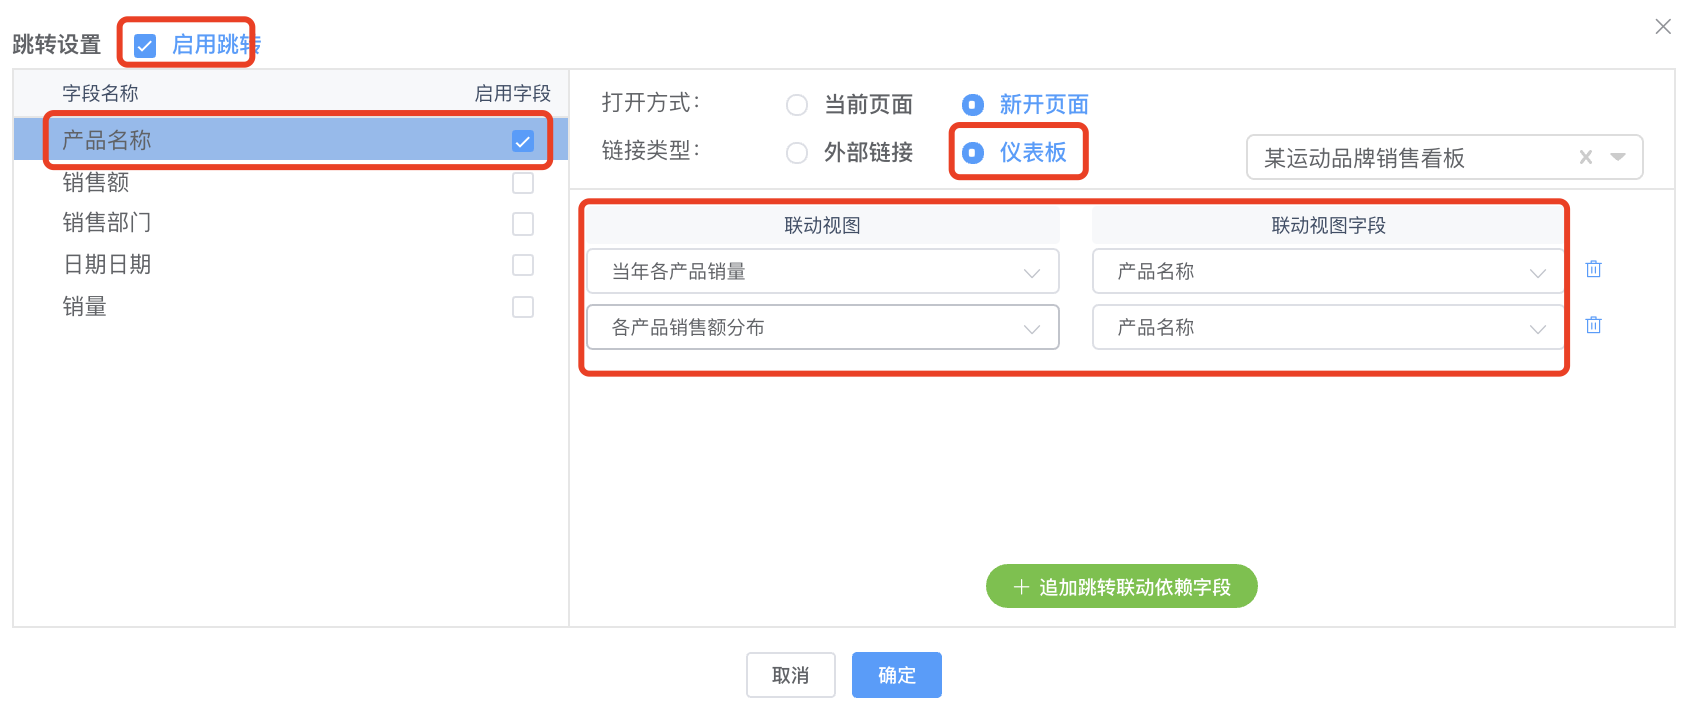 跳转设置 启用跳转
字段名称 启用字段
产品名称
销售额
销售部门
日期日期
销量
打开方式： 当前页面 新开页面
链接类型： 外部链接 仪表板 某运动品牌销售看板
联动视图 联动视图字段
当年各产品销量 产品名称
各产品销售额分布 产品名称
追加跳转联动依赖字段
取消 确定